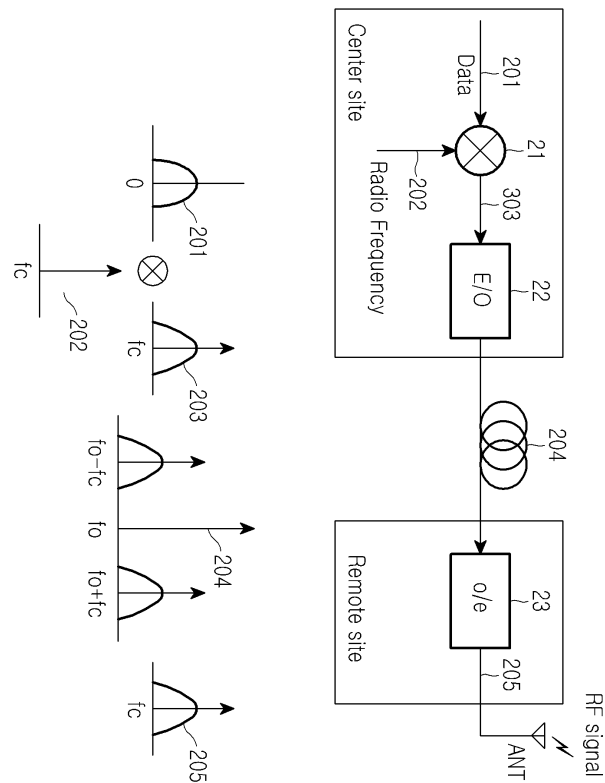 Center site
201
Data
21
202
Radio Frequency
303
22
E/O
204
Remote site
23
o/e
205
ANT
RF signal
0
201
fc
202
fc
203
fo-fc
fo
fo+fc
204
fc
205